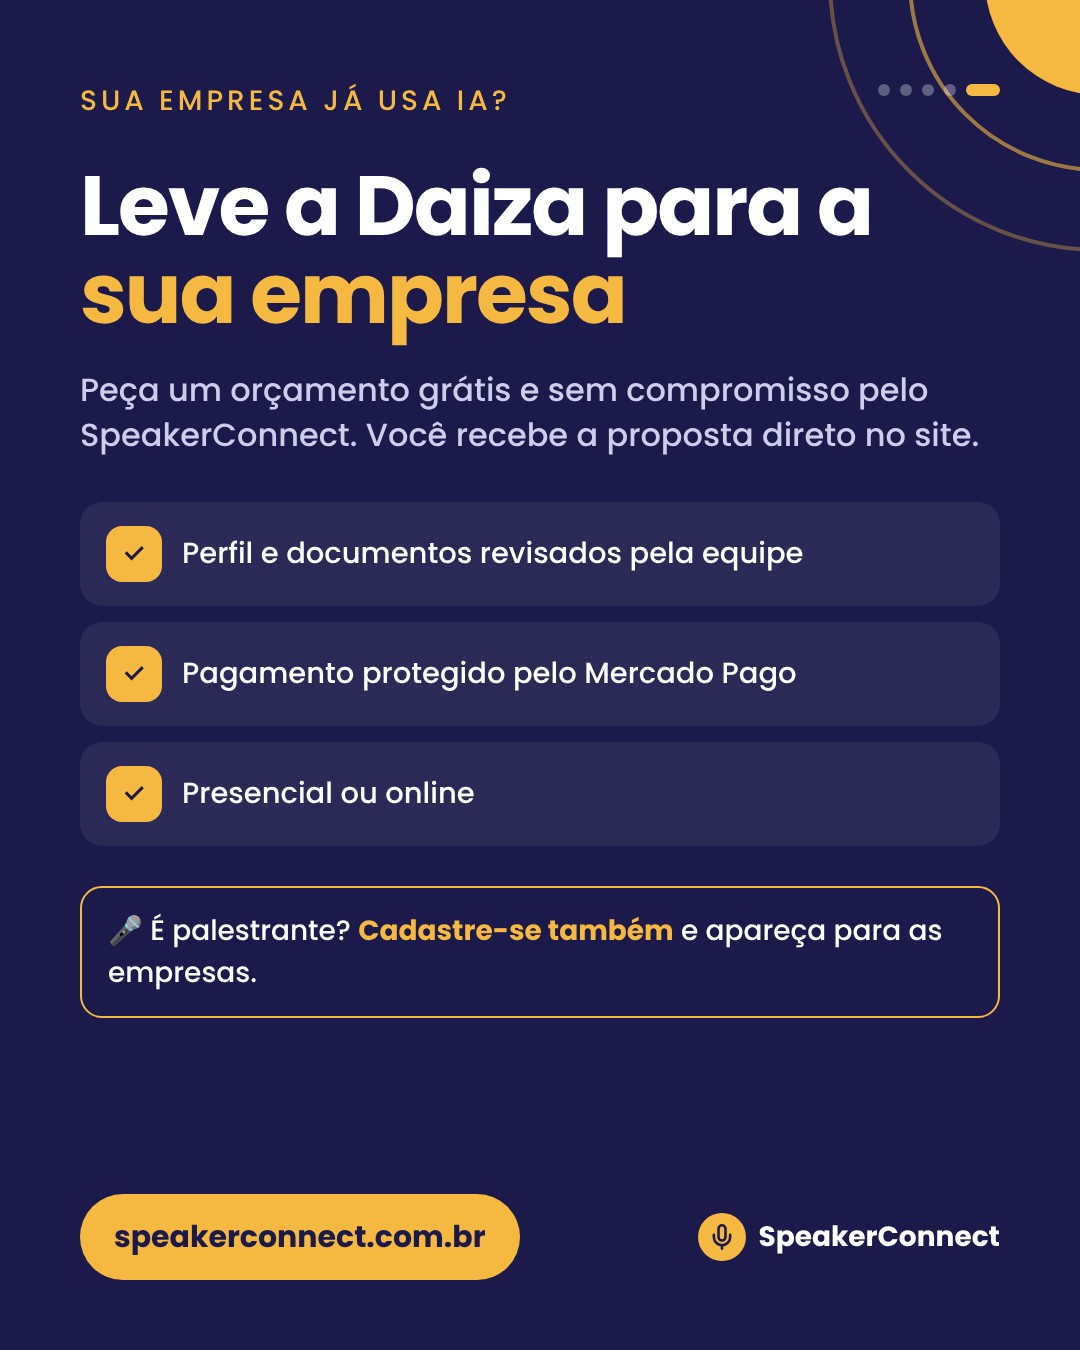 SUA EMPRESA JÁ USA IA?
Leve a Daiza para a
sua empresa
Peça um orçamento grátis e sem compromisso pelo
SpeakerConnect. Você recebe a proposta direto no site.
Perfil e documentos revisados pela equipe
Pagamento protegido pelo Mercado Pago
Presencial ou online
🎤 É palestrante? Cadastre-se também e apareça para as
empresas.
speakerconnect.com.br
SpeakerConnect